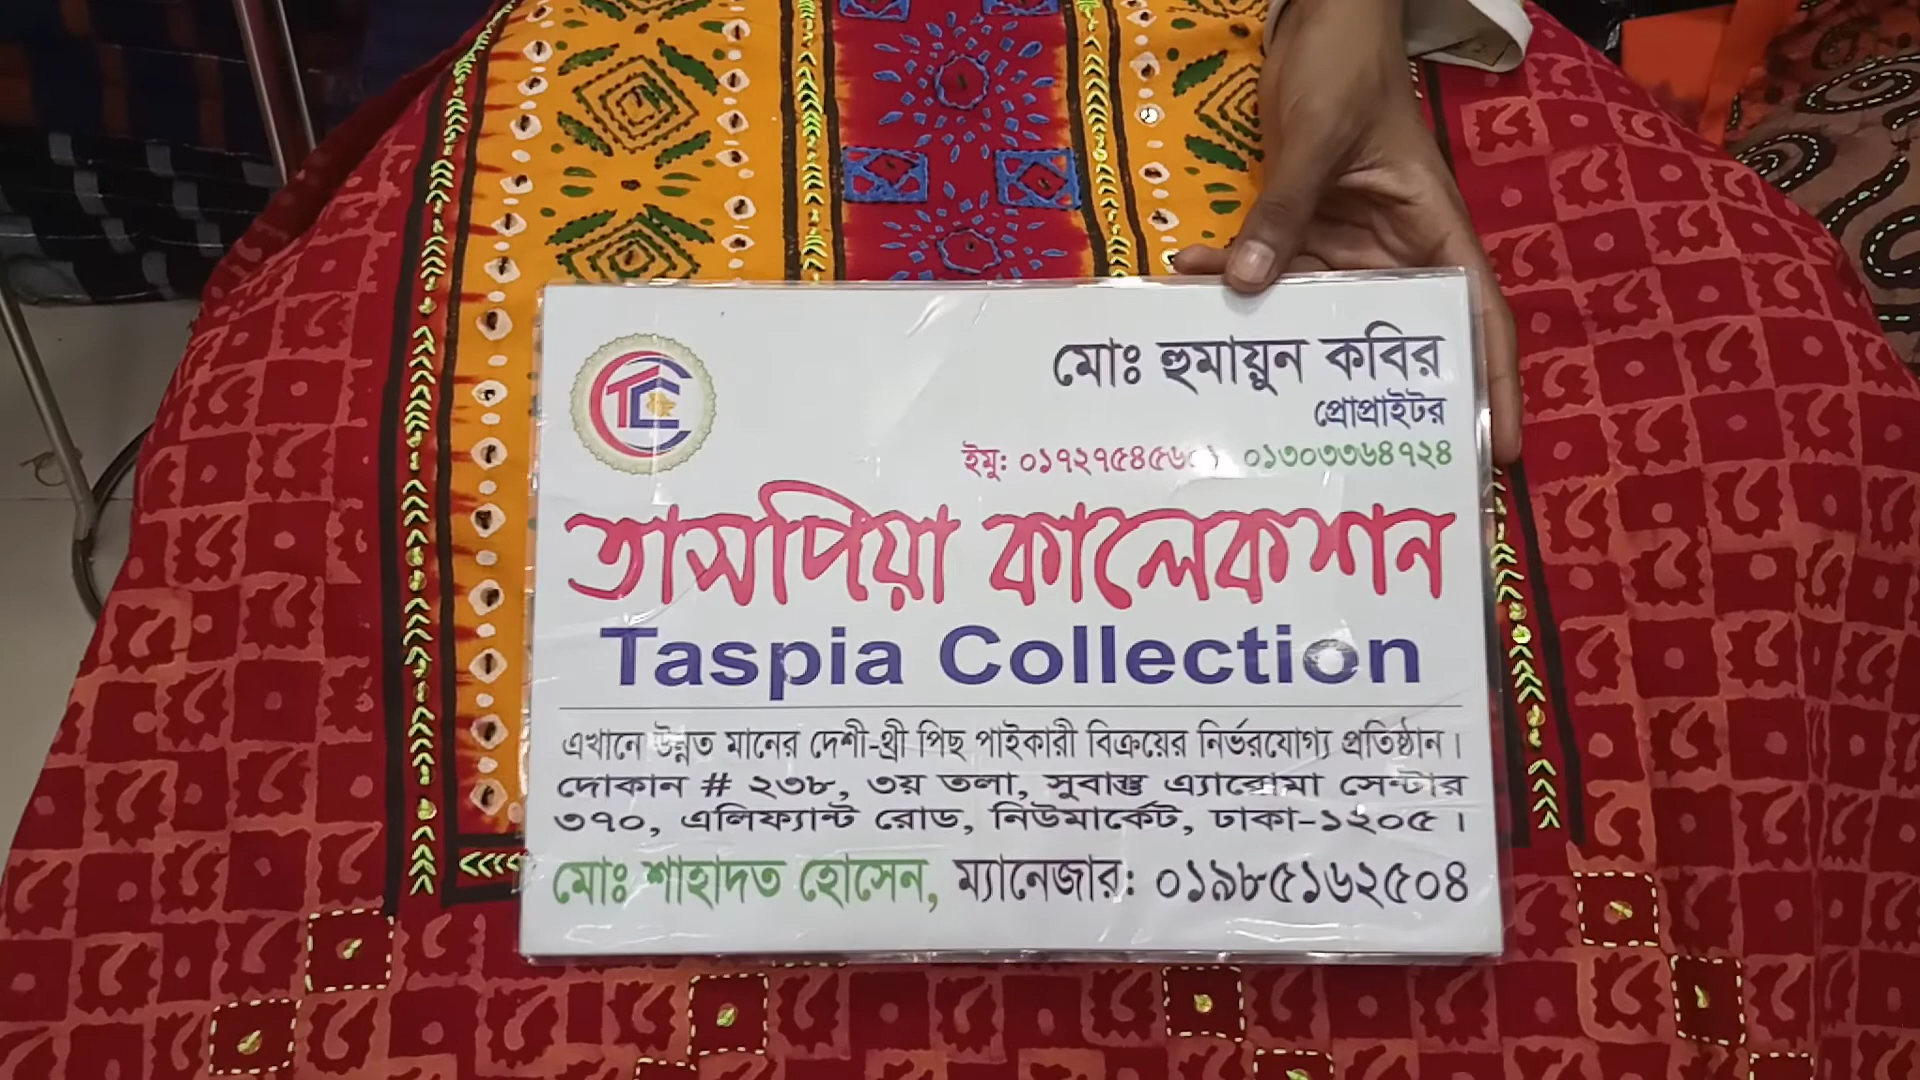 TCC
মোঃ হুমায়ুন কবির
প্রোপ্রাইটর
ইমু: ০১৩০৩৩৬৪৭২৪
তাসপিয়া কালেকশন
Taspia Collection
এখানে উন্নত মানের দেশী-থ্রী পিছ পাইকারী বিক্রয়ের নির্ভরযোগ্য প্রতিষ্ঠান।
দোকান # ২৩৮, ৩য় তলা, সুবাস্তু এ্যারোমা সেন্টার
৩৭০, এলিফ্যান্ট রোড, নিউমার্কেট, ঢাকা-১২০৫।
মোঃ শাহাদত হোসেন, ম্যানেজার: ০১৯৮৫১৬২৫০৪